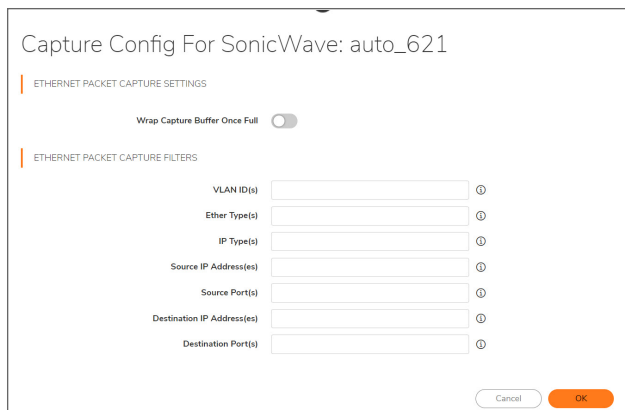 Capture Config For SonicWave: auto_621
ETHERNET PACKET CAPTURE SETTINGS
Wrap Capture Buffer Once Full
ETHERNET PACKET CAPTURE FILTERS
VLAN ID(s)
Ether Type(s)
IP Type(s)
Source IP Address(es)
Source Port(s)
Destination IP Address(es)
Destination Port(s)
Cancel OK